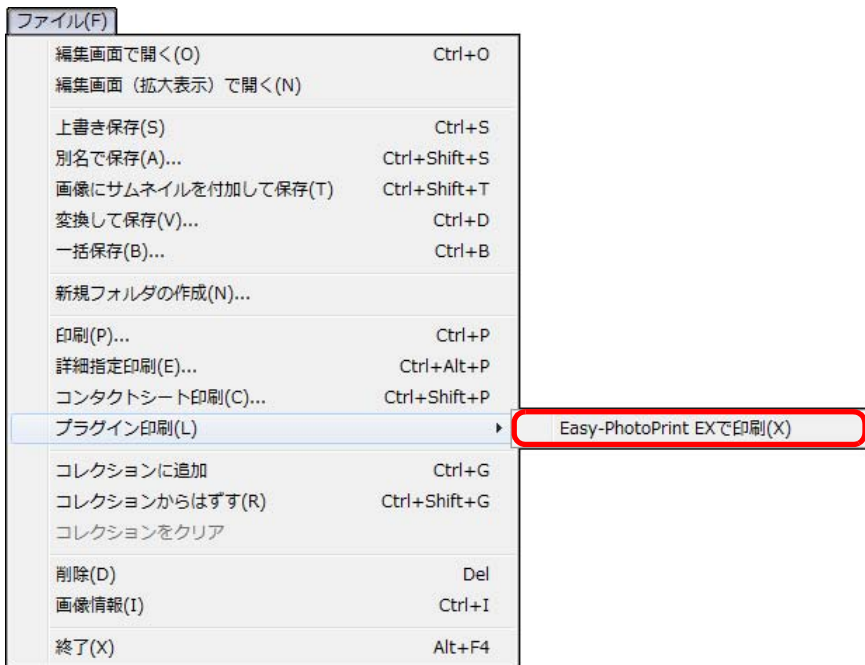 ファイル(F)
編集画面で開く(O) Ctrl+O
編集画面（拡大表示）で開く(N)
上書き保存(S) Ctrl+S
別名で保存(A)... Ctrl+Shift+S
画像にサムネイルを付加して保存(T) Ctrl+Shift+T
変換して保存(V)... Ctrl+D
一括保存(B)... Ctrl+B
新規フォルダの作成(N)...
印刷(P)... Ctrl+P
詳細指定印刷(E)... Ctrl+Alt+P
コンタクトシート印刷(C)... Ctrl+Shift+P
プラグイン印刷(L) Easy-PhotoPrint EXで印刷(X)
コレクションに追加 Ctrl+G
コレクションからはずす(R) Ctrl+Shift+G
コレクションをクリア
削除(D) Del
画像情報(I) Ctrl+I
終了(X) Alt+F4